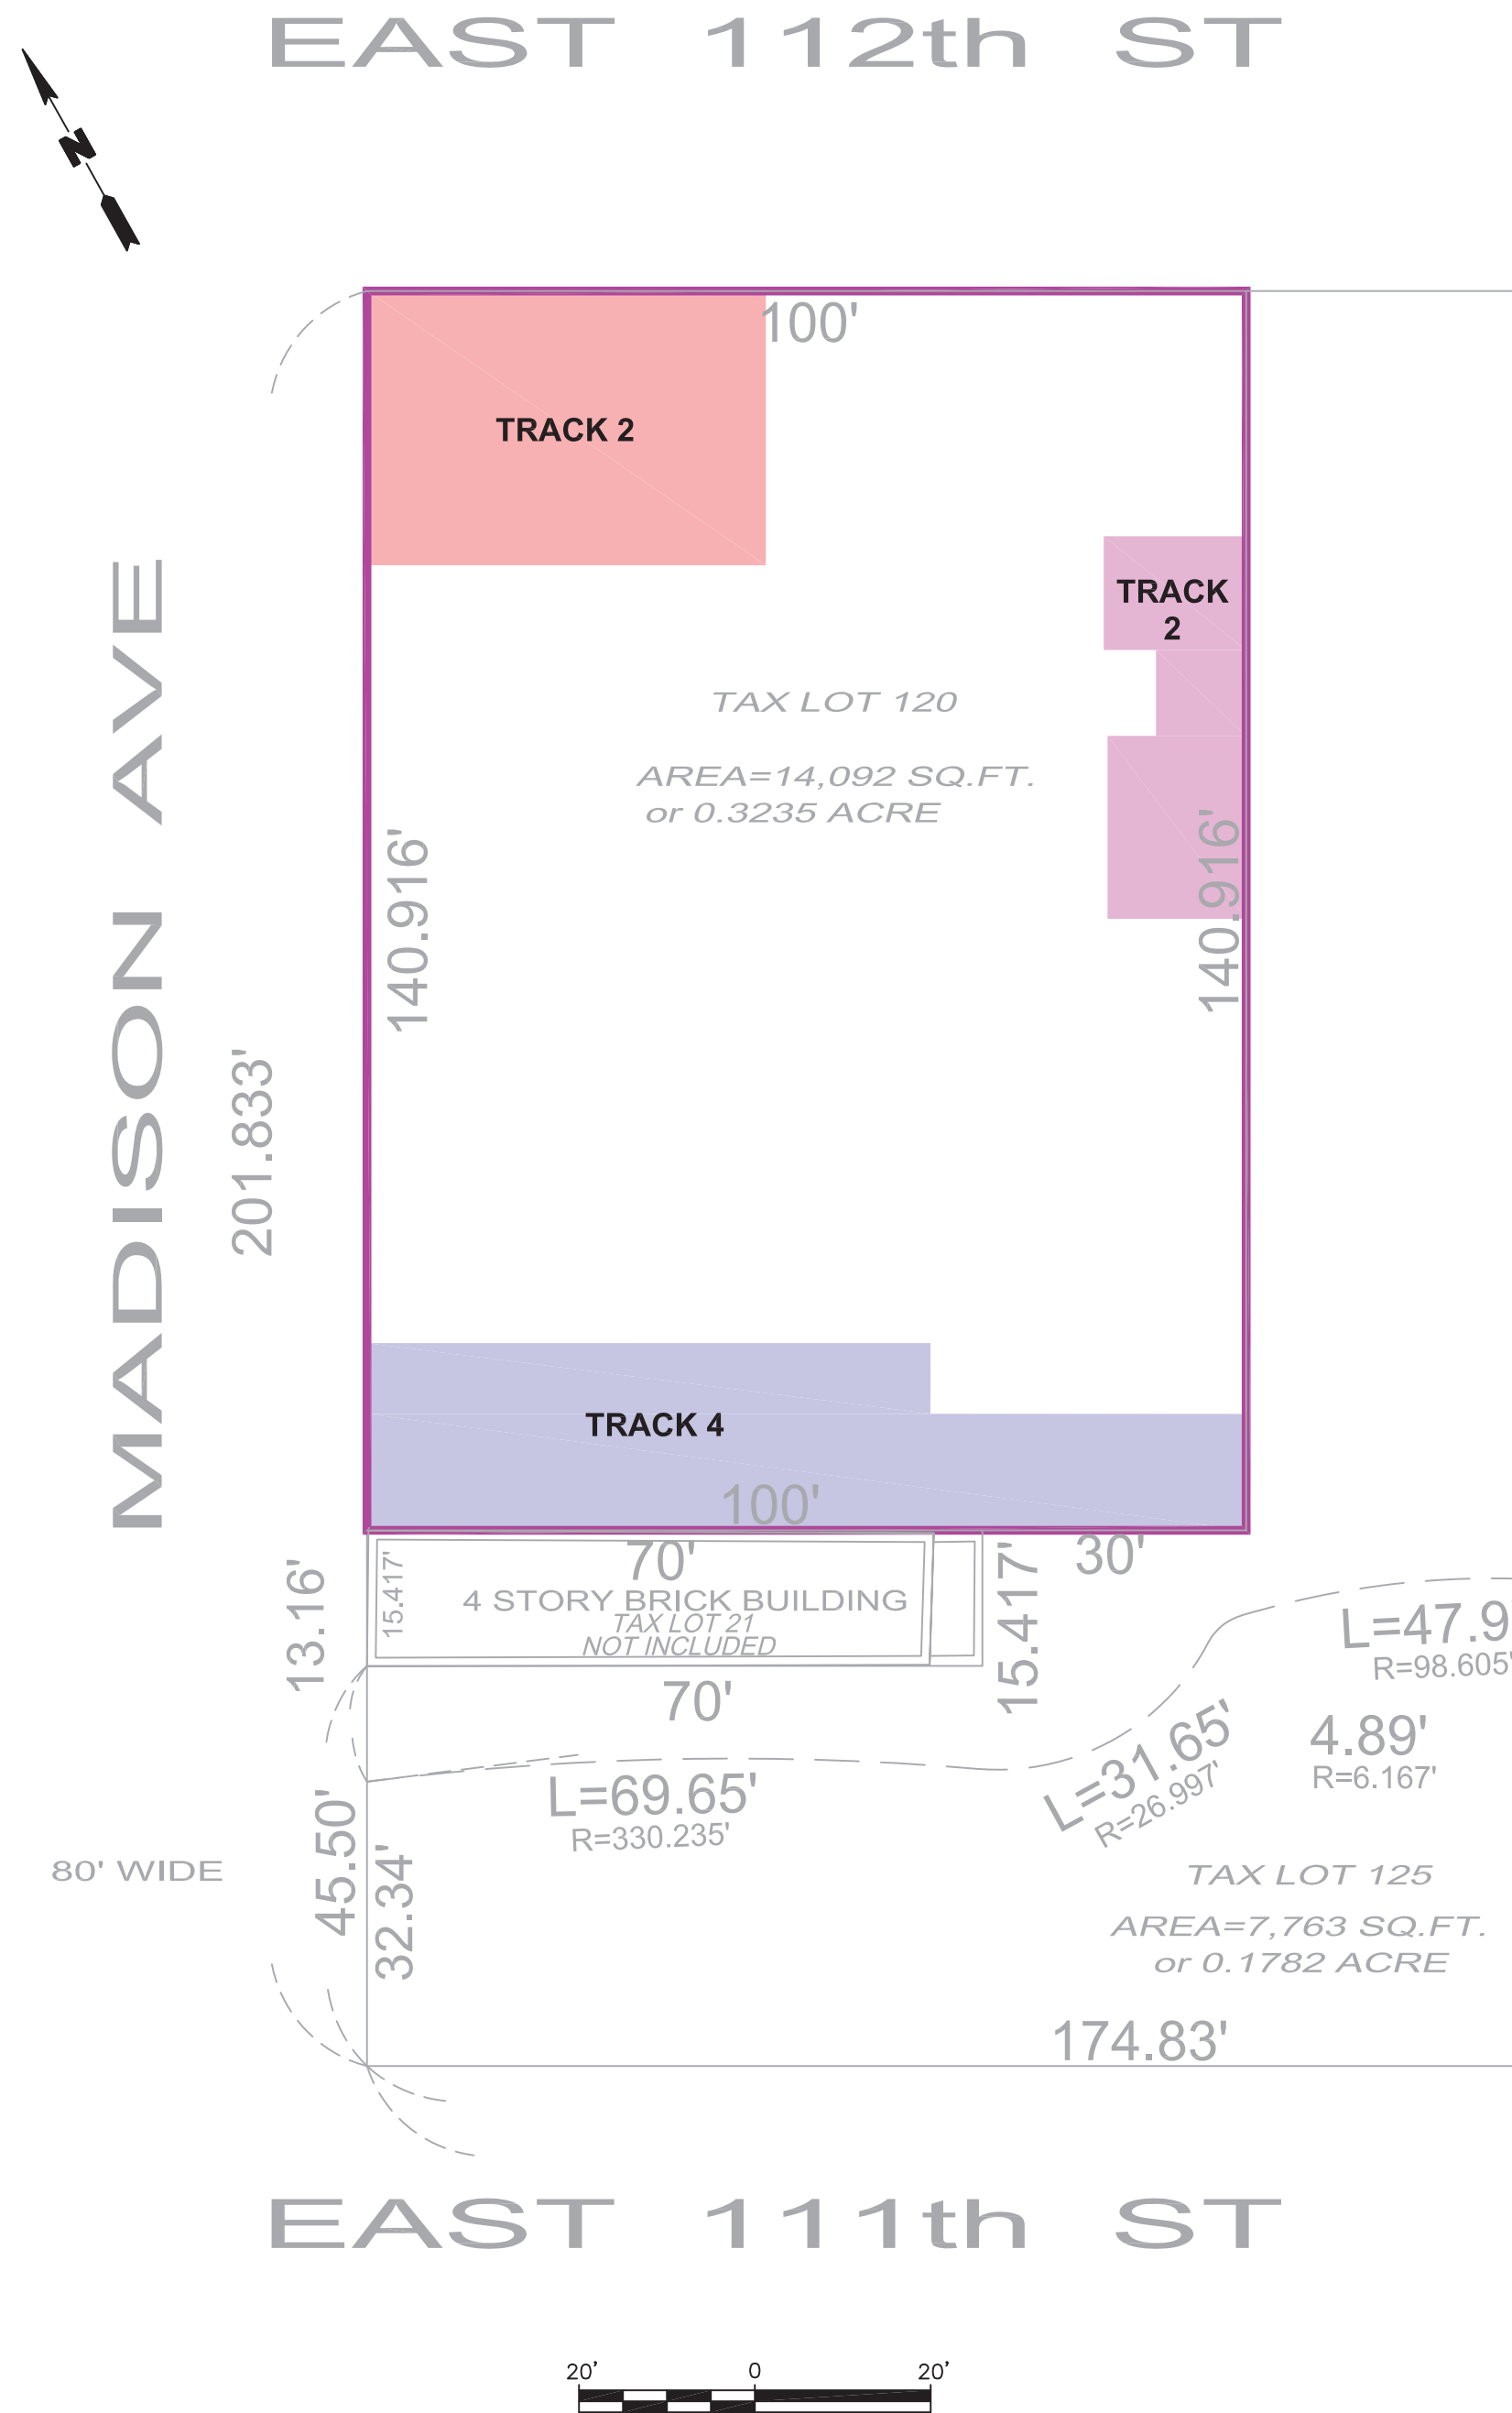 EAST 112th ST
N
100'
TRACK 2
TRACK
2
MADISON AVE
TAX LOT 120
AREA=14,092 SQ.FT.
or 0.3235 ACRE
140.916'
140.916'
201.833'
TRACK 4
100'
70'
30'
13.16'
15.417'
4 STORY BRICK BUILDING
TAX LOT 21
NOT INCLUDED
15.417'
L=47.9
R=98.605'
70'
L=31.65'
R=26.997'
4.89'
R=6.167'
L=69.65'
R=330.235'
80' WIDE
45.50'
32.34'
TAX LOT 125
AREA=7,763 SQ.FT.
or 0.1782 ACRE
174.83'
EAST 111th ST
20' 0 20'